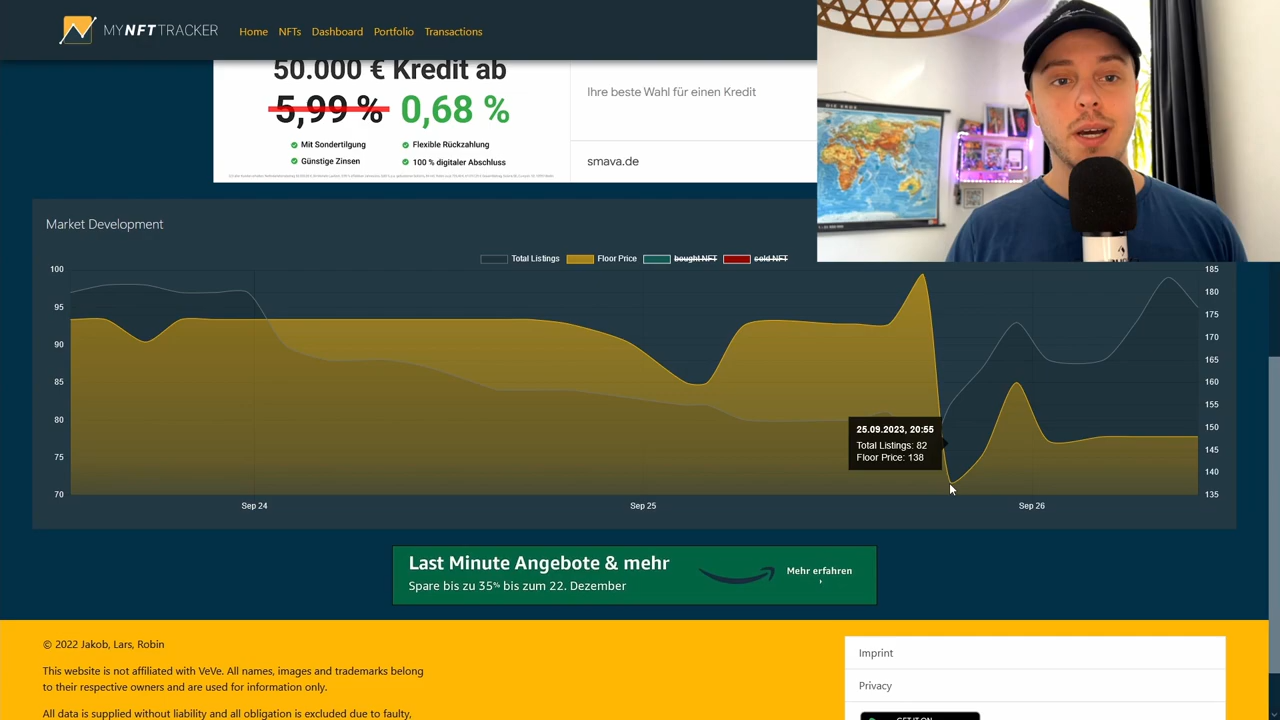 MYNFTTRACKER
Home
NFTs
Dashboard
Portfolio
Transactions
50.000 € Kredit ab
5,99 % 0,68 %
Mit Sondertilgung
Flexible Rückzahlung
Günstige Zinsen
100 % digitaler Abschluss
Ihre beste Wahl für einen Kredit
smava.de
Market Development
Total Listings
Floor Price
bought NFT
sold NFT
100
95
90
85
80
75
70
185
180
175
170
165
160
155
150
145
140
135
25.09.2023, 20:55
Total Listings: 82
Floor Price: 138
Sep 24
Sep 25
Sep 26
Last Minute Angebote & mehr
Spare bis zu 35% bis zum 22. Dezember
Mehr erfahren
© 2022 Jakob, Lars, Robin
This website is not affiliated with VeVe. All names, images and trademarks belong
to their respective owners and are used for information only.
All data is supplied without liability and all obligation is excluded due to faulty,
Imprint
Privacy
GET IT ON